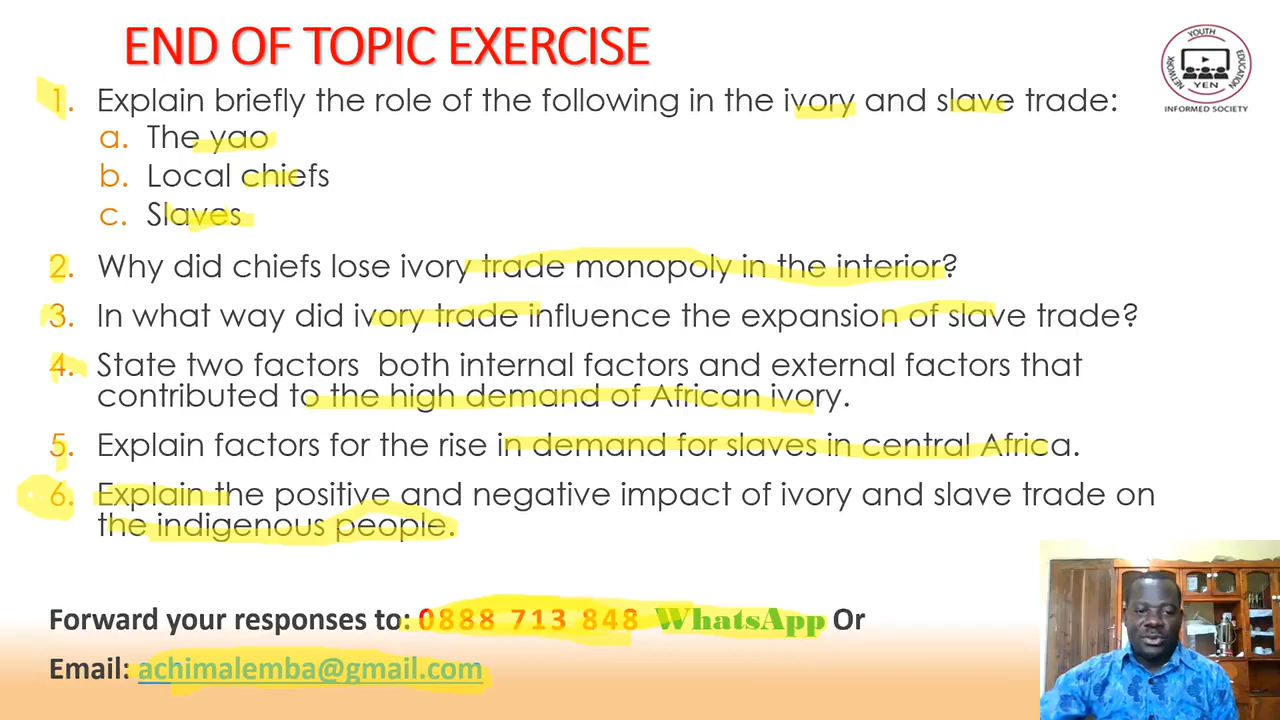 END OF TOPIC EXERCISE
YOUTH
EDUCATION
NETWORK
YEN
INFORMED SOCIETY
1. Explain briefly the role of the following in the ivory and slave trade:
a. The yao
b. Local chiefs
c. Slaves
2. Why did chiefs lose ivory trade monopoly in the interior?
3. In what way did ivory trade influence the expansion of slave trade?
4. State two factors both internal factors and external factors that
contributed to the high demand of African ivory.
5. Explain factors for the rise in demand for slaves in central Africa.
6. Explain the positive and negative impact of ivory and slave trade on
the indigenous people.
Forward your responses to: 0888 713 848 WhatsApp Or
Email: achimalemba@gmail.com